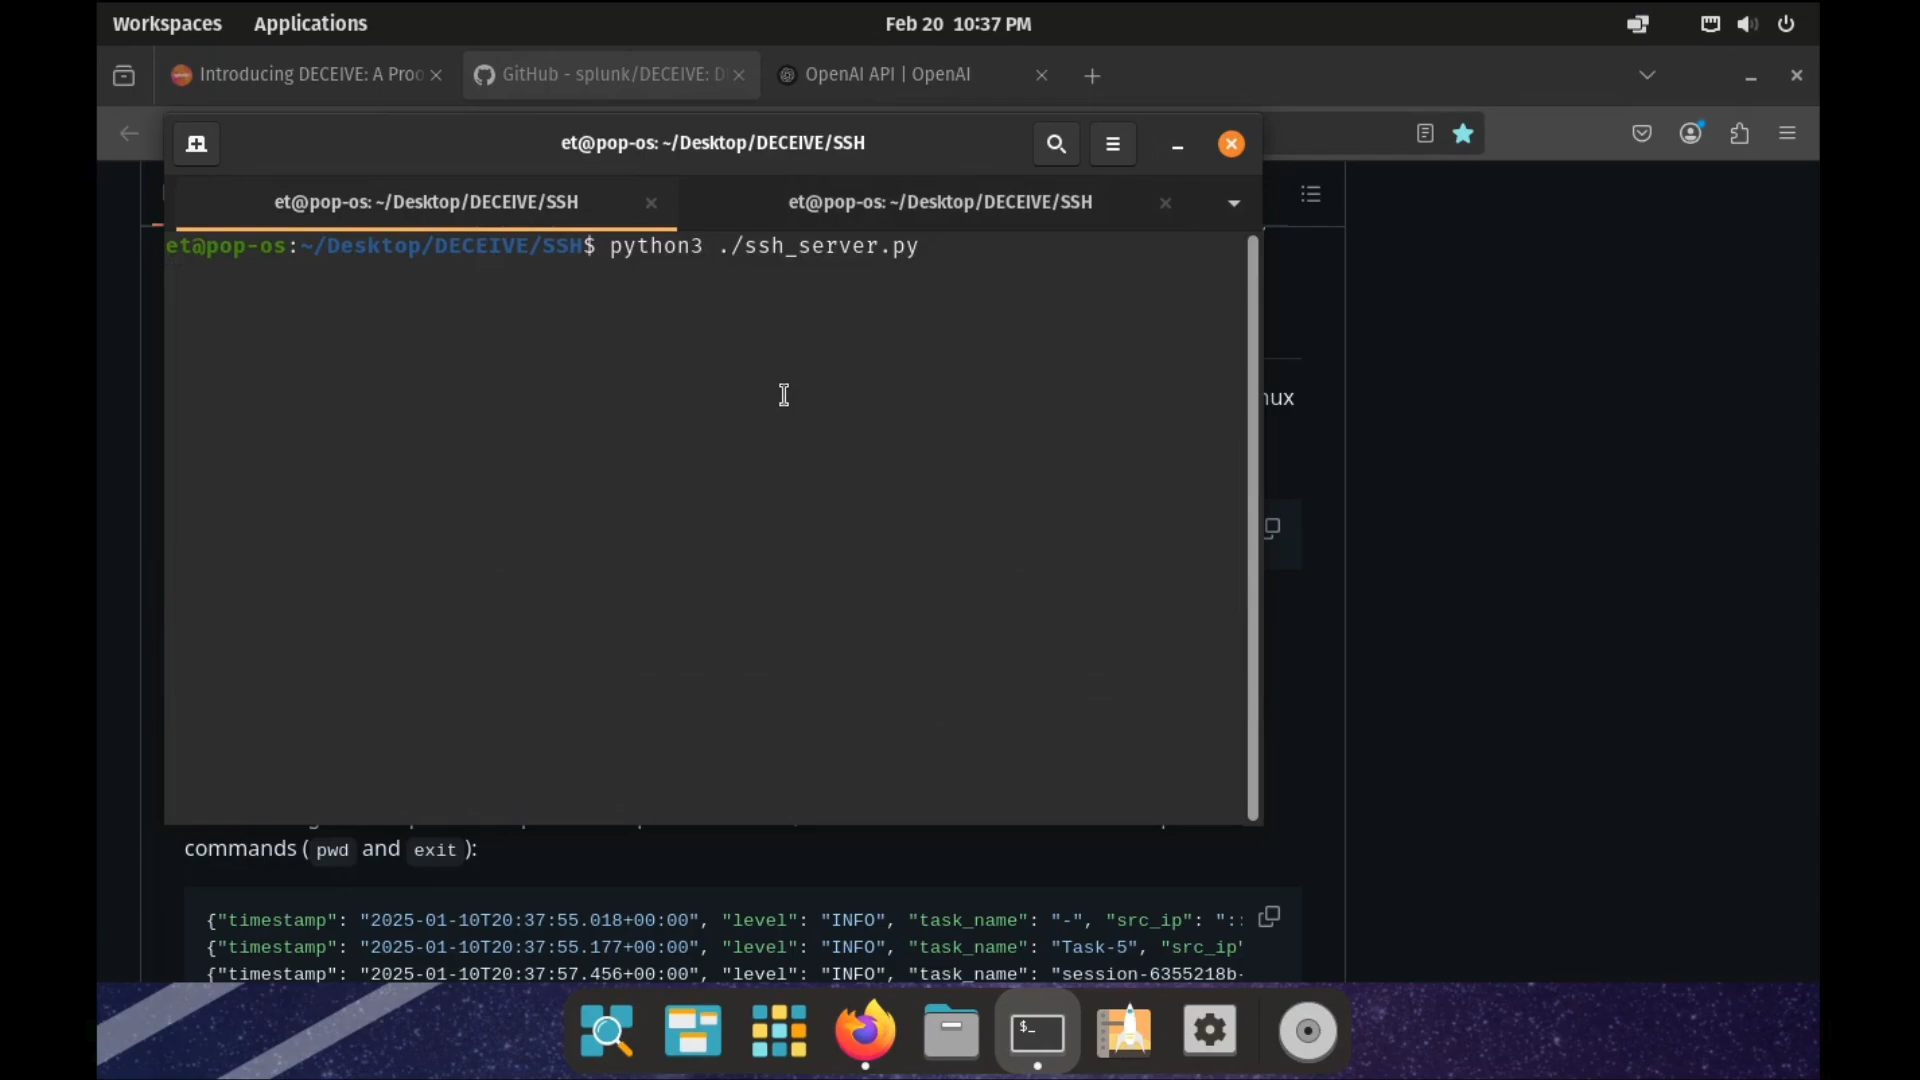 Workspaces Applications Feb 20 10:37 PM
Introducing DECEIVE: A Proo GitHub - splunk/DECEIVE: D OpenAI API | OpenAI
et@pop-os: ~/Desktop/DECEIVE/SSH
et@pop-os: ~/Desktop/DECEIVE/SSH et@pop-os: ~/Desktop/DECEIVE/SSH
et@pop-os:~/Desktop/DECEIVE/SSH$ python3 ./ssh_server.py
nux
commands ( pwd and exit ):
{"timestamp": "2025-01-10T20:37:55.018+00:00", "level": "INFO", "task_name": "-", "src_ip": "::
{"timestamp": "2025-01-10T20:37:55.177+00:00", "level": "INFO", "task_name": "Task-5", "src_ip"
{"timestamp": "2025-01-10T20:37:57.456+00:00", "level": "INFO", "task_name": "session-6355218b-
$_